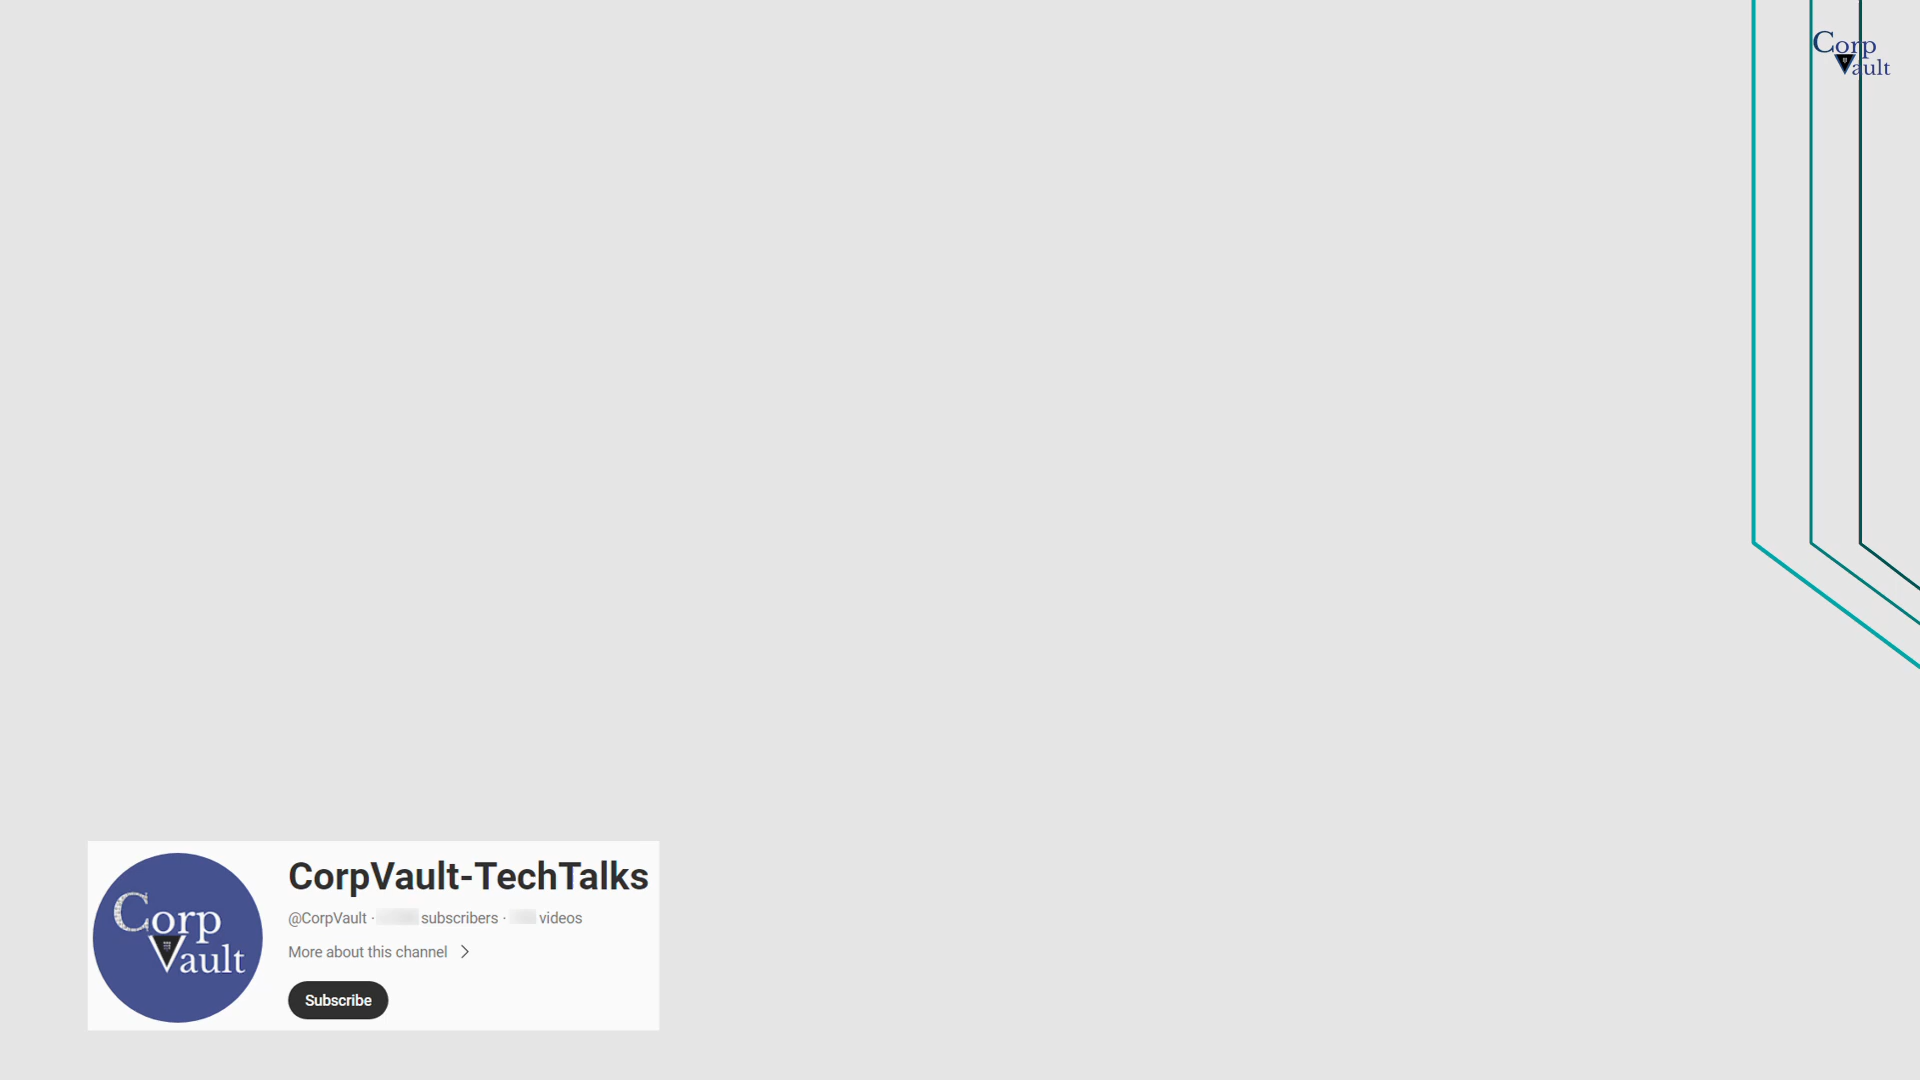 Corp
Vault
CorpVault-TechTalks
@CorpVault · subscribers · videos
More about this channel
Subscribe
Corp
Vault